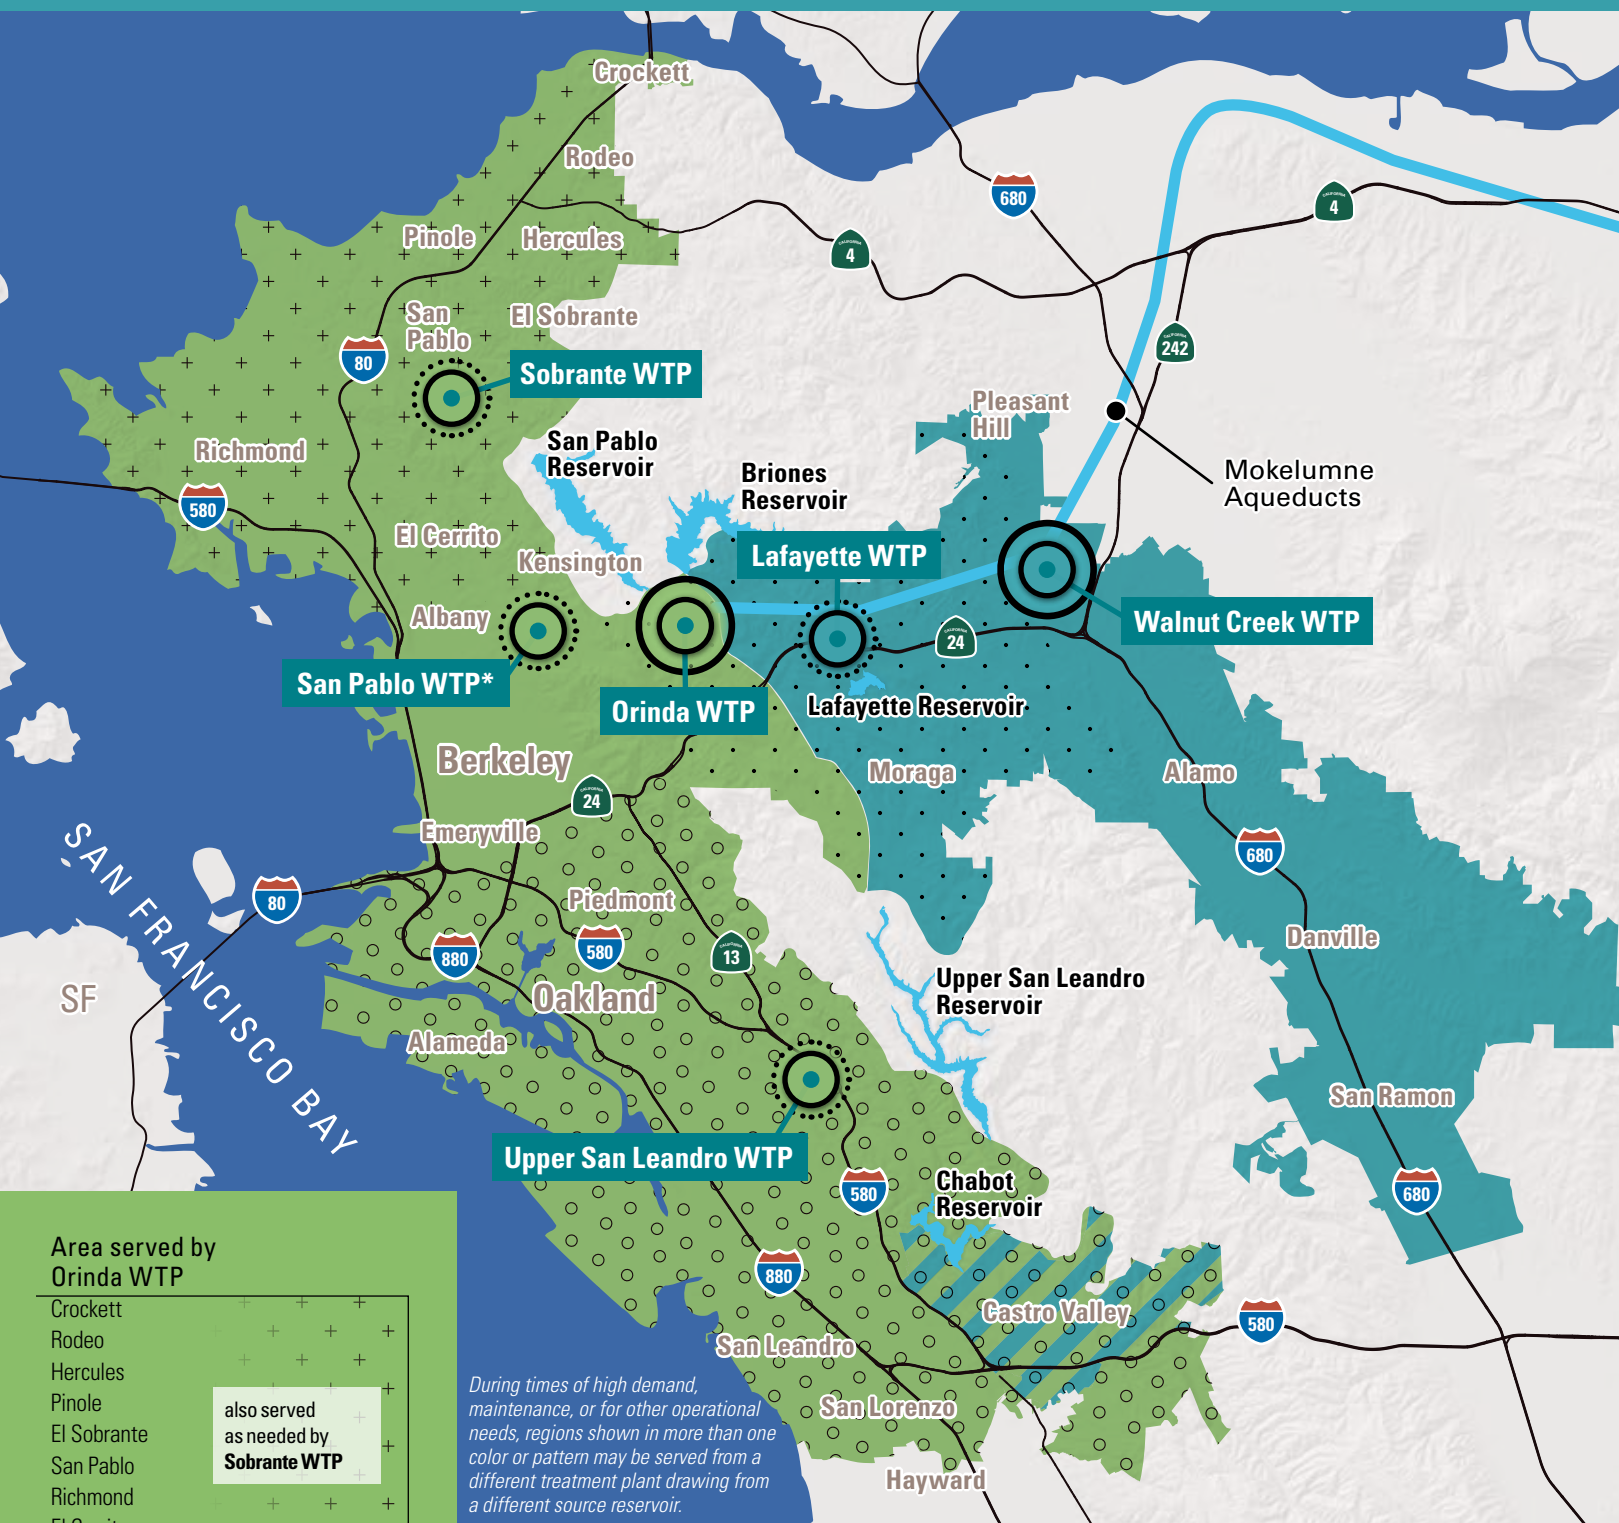 Crockett
Rodeo
Pinole
Hercules
680
CALIFORNIA
4
CALIFORNIA
4
San
Pablo
El Sobrante
80
CALIFORNIA
242
Sobrante WTP
Pleasant
Hill
Richmond
San Pablo
Reservoir
Briones
Reservoir
Mokelumne
Aqueducts
580
El Cerrito
Kensington
Lafayette WTP
Albany
Walnut Creek WTP
CALIFORNIA
24
San Pablo WTP*
Orinda WTP
Lafayette Reservoir
Berkeley
Moraga
Alamo
CALIFORNIA
24
Emeryville
680
80
Piedmont
SAN FRANCISCO BAY
880
580
CALIFORNIA
13
Danville
SF
Oakland
Upper San Leandro
Reservoir
Alameda
San Ramon
Upper San Leandro WTP
580
Chabot
Reservoir
680
880
Castro Valley
580
San Leandro
San Lorenzo
Hayward
Area served by
Orinda WTP
Crockett
Rodeo
Hercules
Pinole
El Sobrante
San Pablo
Richmond
also served
as needed by
Sobrante WTP
During times of high demand,
maintenance, or for other operational
needs, regions shown in more than one
color or pattern may be served from a
different treatment plant drawing from
a different source reservoir.